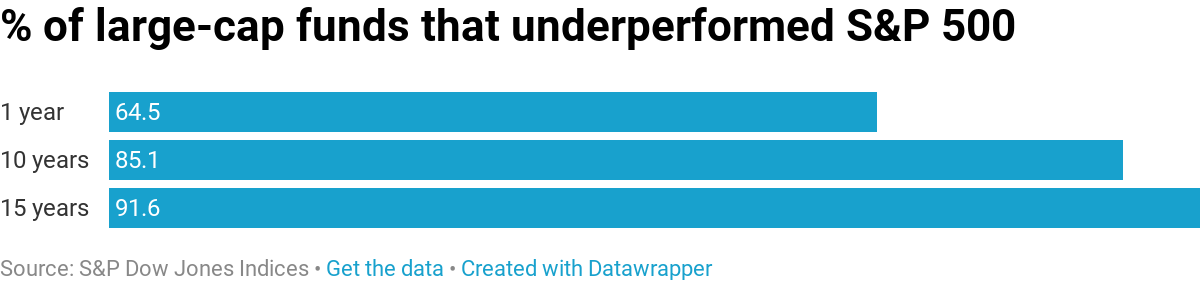 % of large-cap funds that underperformed S&P 500
1 year 64.5
10 years 85.1
15 years 91.6
Source: S&P Dow Jones Indices • Get the data • Created with Datawrapper